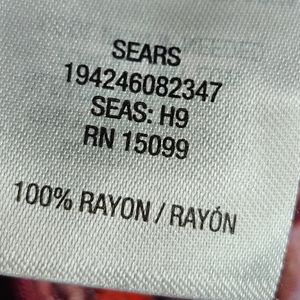 SEARS
194246082347
SEAS: H9
RN 15099
100% RAYON / RAYÓN